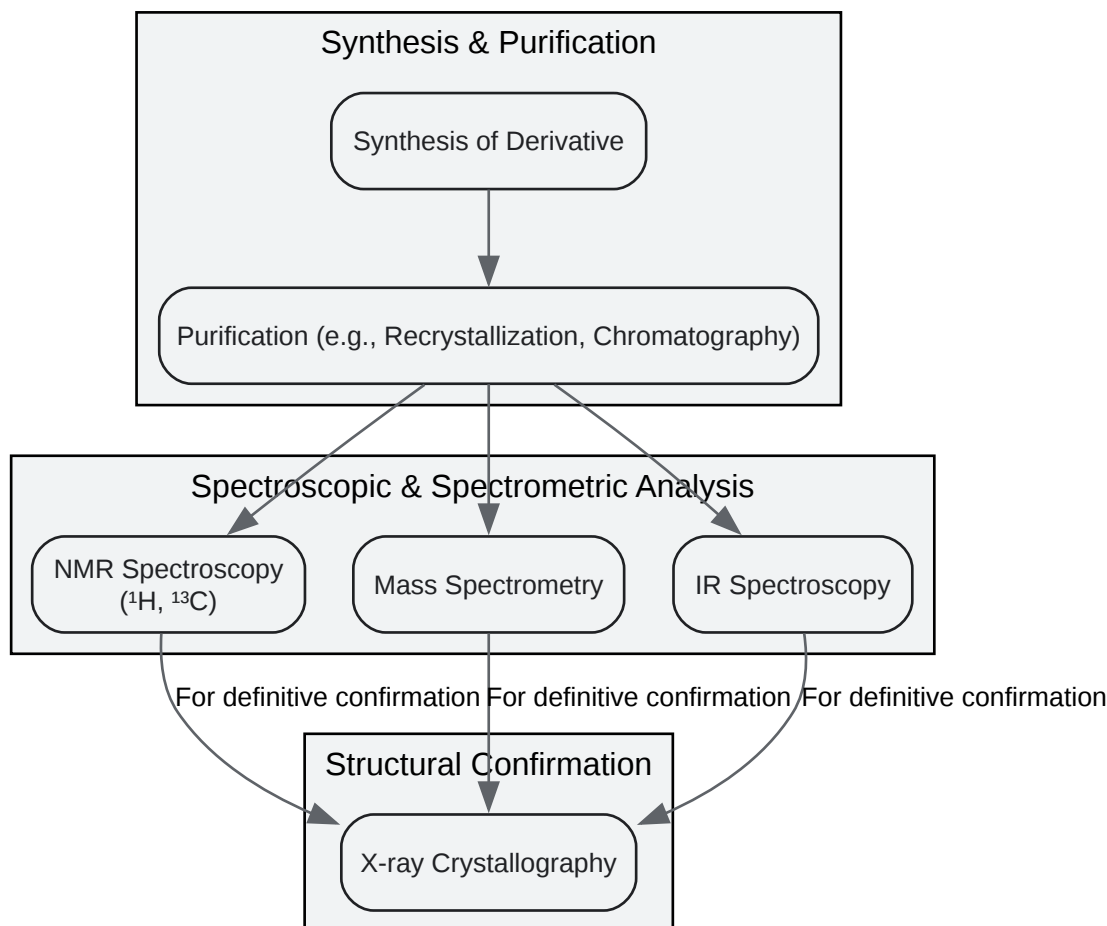 Synthesis & Purification
Synthesis of Derivative
Purification (e.g., Recrystallization, Chromatography)
Spectroscopic & Spectrometric Analysis
NMR Spectroscopy
(¹H, ¹³C)
Mass Spectrometry
IR Spectroscopy
For definitive confirmation
For definitive confirmation
For definitive confirmation
Structural Confirmation
X-ray Crystallography